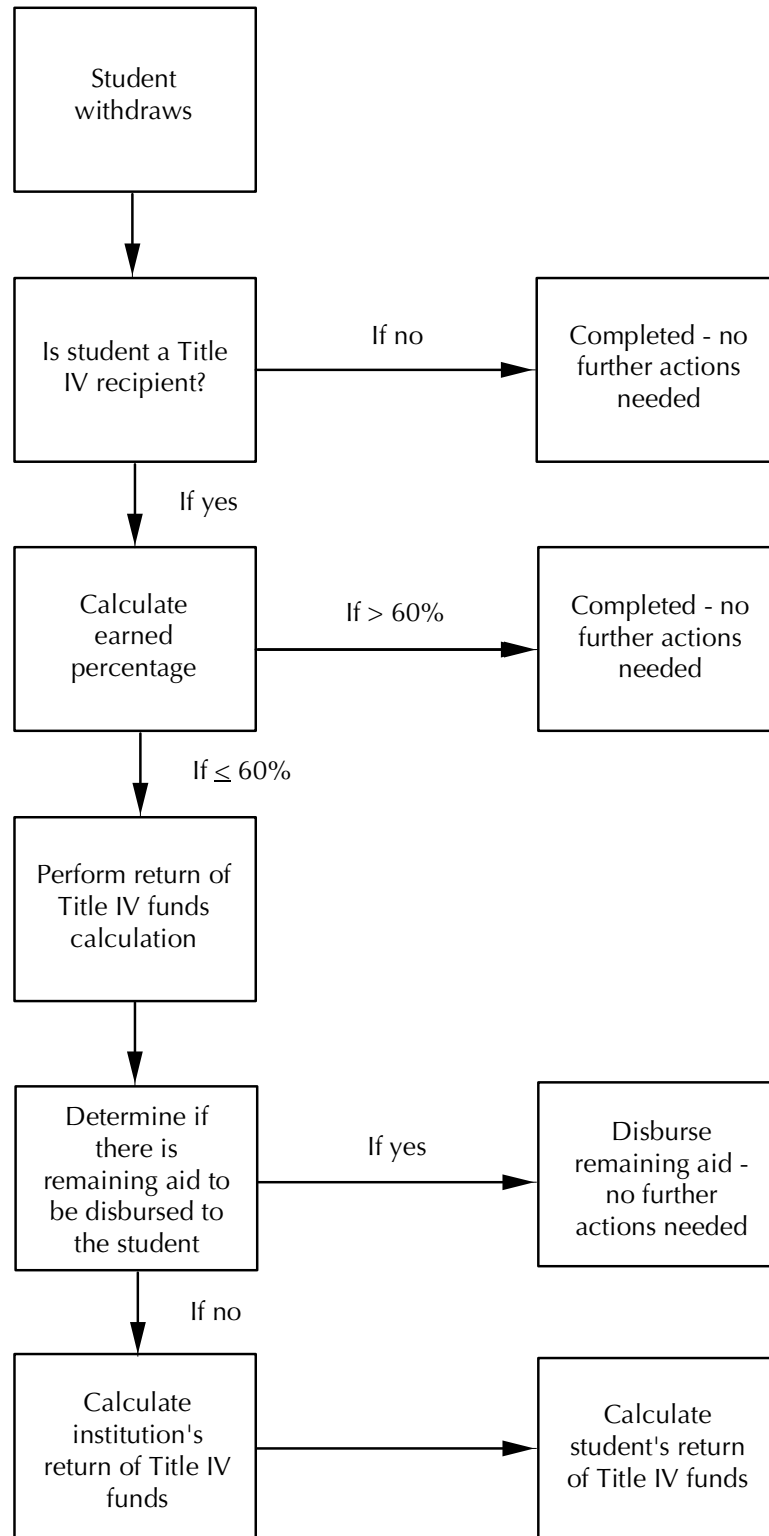 Student
withdraws
Is student a Title
IV recipient?
If no
Completed - no
further actions
needed
If yes
Calculate
earned
percentage
If > 60%
Completed - no
further actions
needed
If ≤ 60%
Perform return of
Title IV funds
calculation
Determine if
there is
remaining aid to
be disbursed to
the student
If yes
Disburse
remaining aid -
no further
actions needed
If no
Calculate
institution's
return of Title IV
funds
Calculate
student's return
of Title IV funds